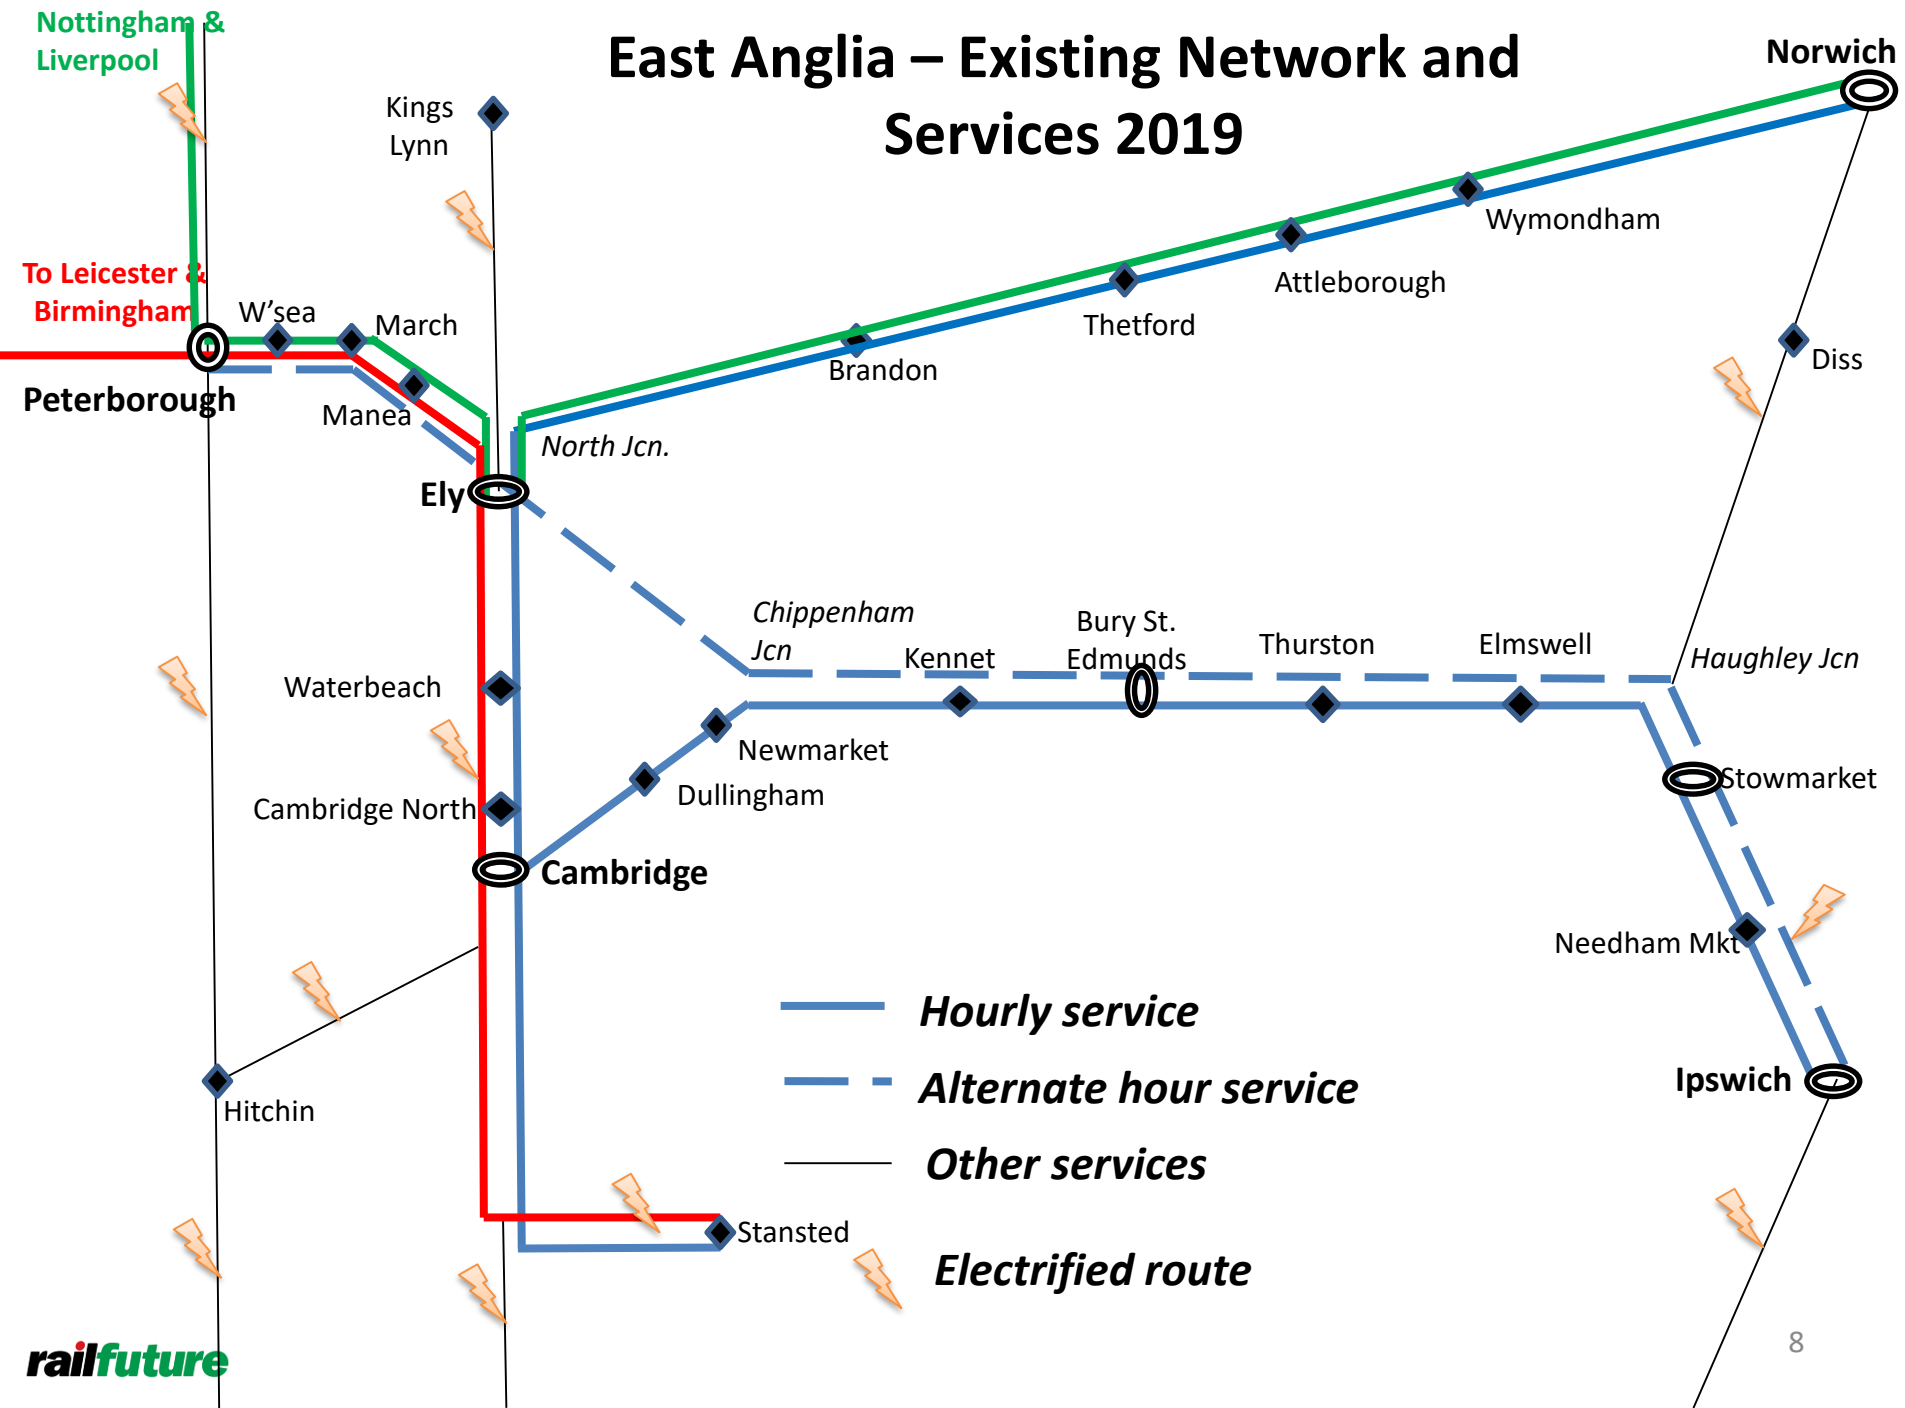 East Anglia – Existing Network and
Services 2019
Nottingham &
Liverpool
Norwich
Kings
Lynn
Wymondham
To Leicester &
Birmingham
W'sea
March
Attleborough
Thetford
Diss
Brandon
Peterborough
Manea
North Jcn.
Ely
Chippenham
Jcn
Bury St.
Edmunds
Kennet
Thurston
Elmswell
Haughley Jcn
Waterbeach
Newmarket
Stowmarket
Dullingham
Cambridge North
Cambridge
Needham Mkt
Hourly service
Alternate hour service
Ipswich
Hitchin
Other services
Stansted
Electrified route
railfuture
8